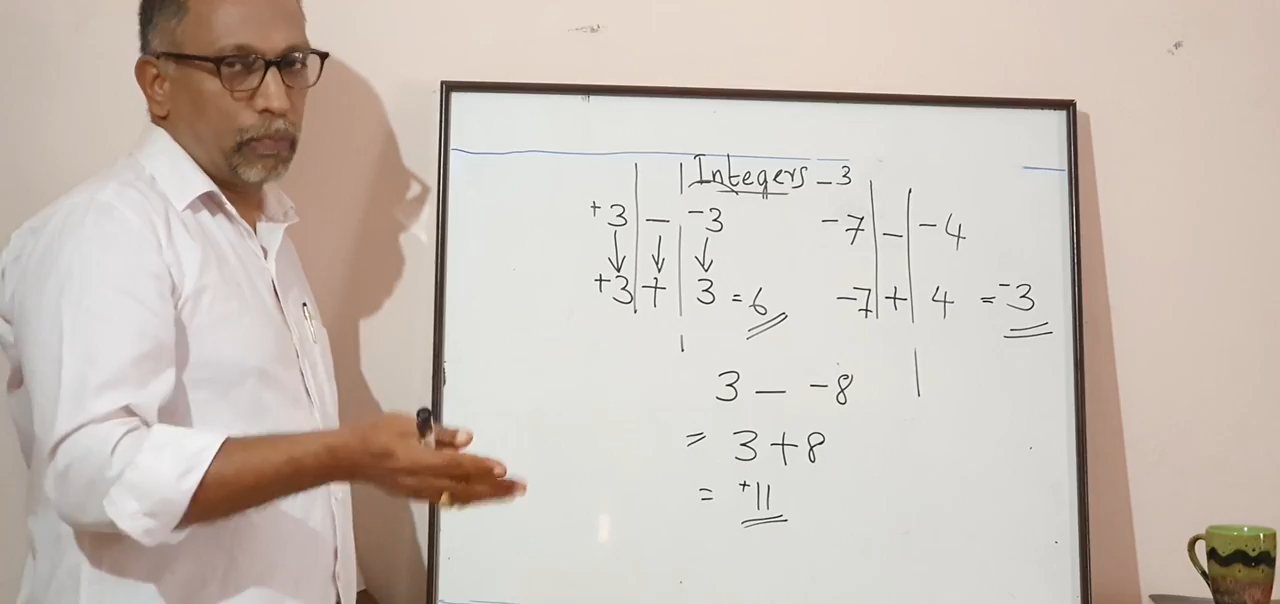 Integers - 3
+3 - -3
+3 + 3 = 6
-7 - -4
-7 + 4 = -3
3 - -8
= 3 + 8
= +11